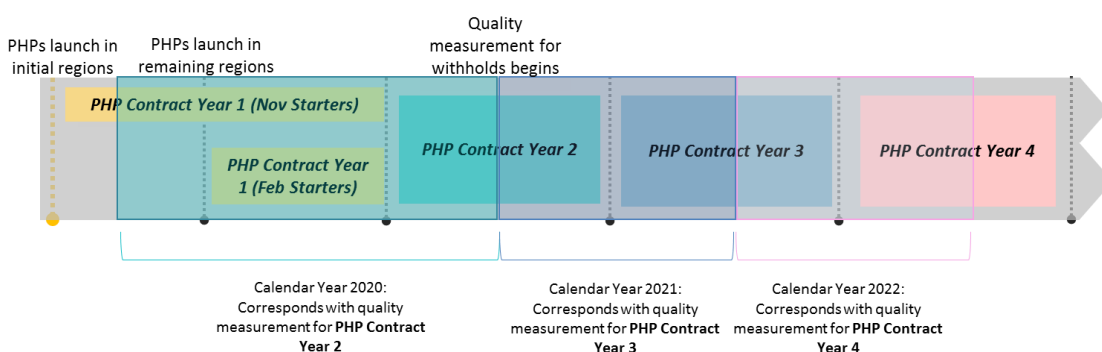 PHPs launch in
initial regions
PHPs launch in
remaining regions
Quality
measurement for
withholds begins
PHP Contract Year 1 (Nov Starters)
PHP Contract Year
1 (Feb Starters)
PHP Contract Year 2
PHP Contract Year 3
PHP Contract Year 4
Calendar Year 2020:
Corresponds with quality
measurement for PHP Contract
Year 2
Calendar Year 2021:
Corresponds with quality
measurement for PHP Contract
Year 3
Calendar Year 2022:
Corresponds with quality
measurement for PHP Contract
Year 4